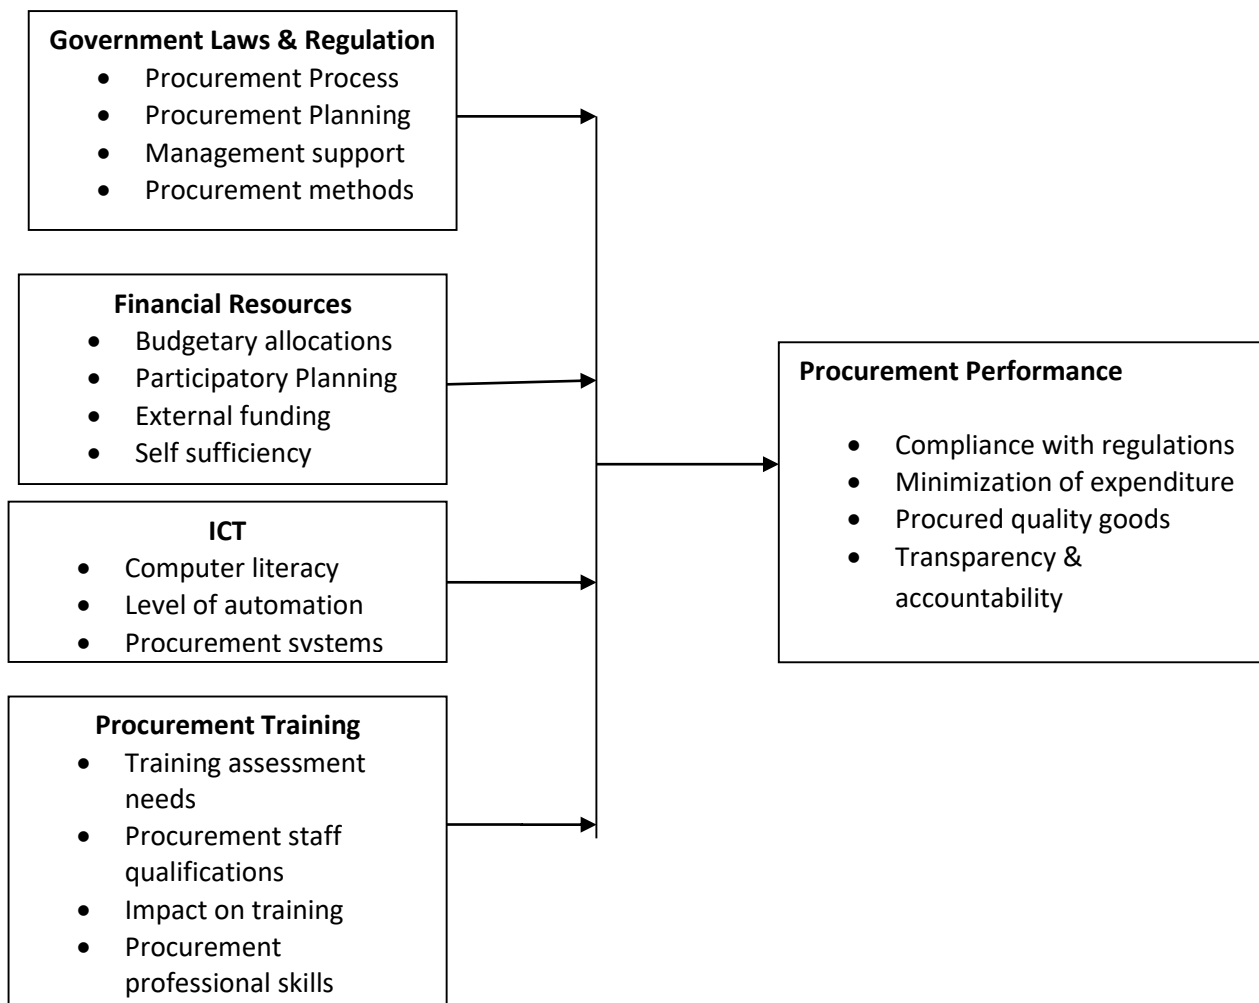 Government Laws & Regulation
• Procurement Process
• Procurement Planning
• Management support
• Procurement methods
Financial Resources
• Budgetary allocations
• Participatory Planning
• External funding
• Self sufficiency
ICT
• Computer literacy
• Level of automation
• Procurement systems
Procurement Training
• Training assessment
needs
• Procurement staff
qualifications
• Impact on training
• Procurement
professional skills
Procurement Performance
• Compliance with regulations
• Minimization of expenditure
• Procured quality goods
• Transparency &
accountability